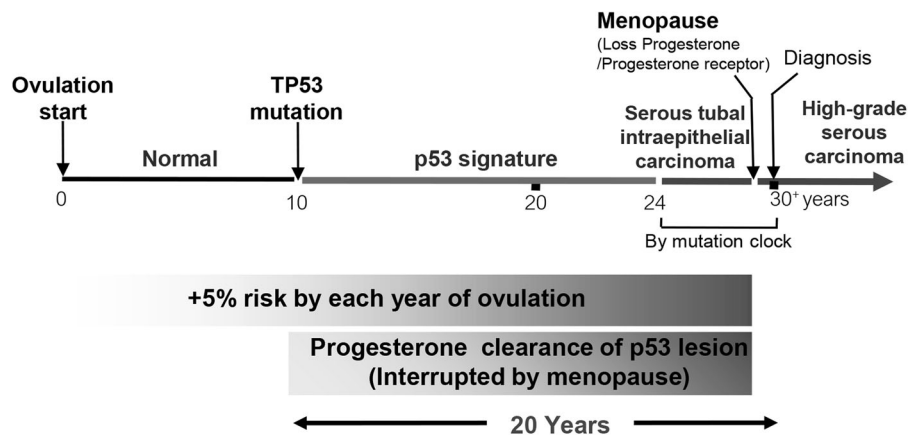 Menopause
(Loss Progesterone
/Progesterone receptor)
Diagnosis
Ovulation
start
TP53
mutation
Serous tubal
intraepithelial
carcinoma
High-grade
serous
carcinoma
Normal
p53 signature
0
10
20
24
30+ years
By mutation clock
+5% risk by each year of ovulation
Progesterone clearance of p53 lesion
(Interrupted by menopause)
20 Years